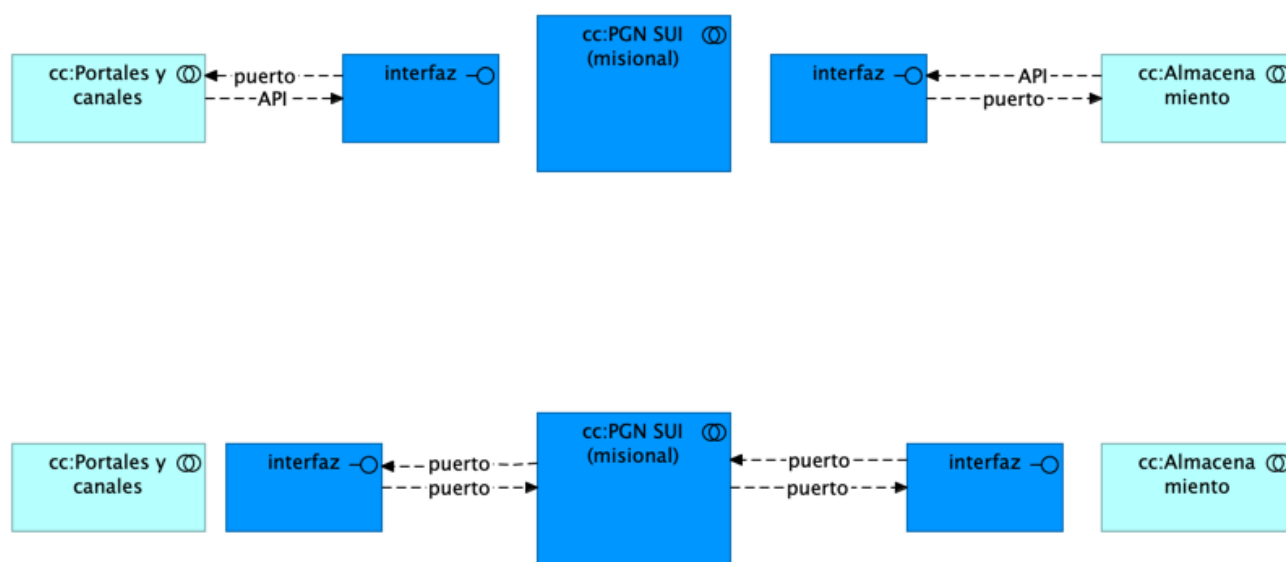 cc:PGN SUI
(misional)
cc:Portales y
canales
puerto
API
interfaz
interfaz
API
puerto
cc:Almacena
miento
cc:PGN SUI
(misional)
cc:Portales y
canales
interfaz
puerto
puerto
puerto
puerto
interfaz
cc:Almacena
miento